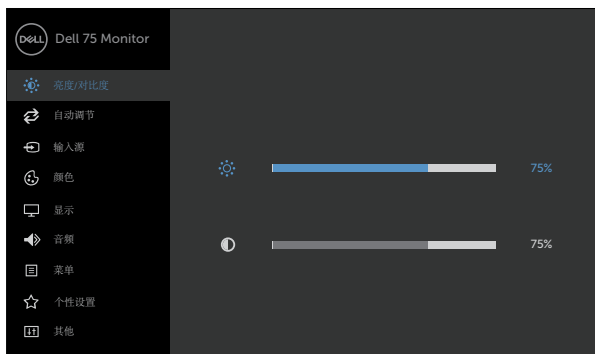 DELL Dell 75 Monitor
亮度/对比度
自动调节
输入源
颜色
显示
音频
菜单
个性设置
其他
75%
75%